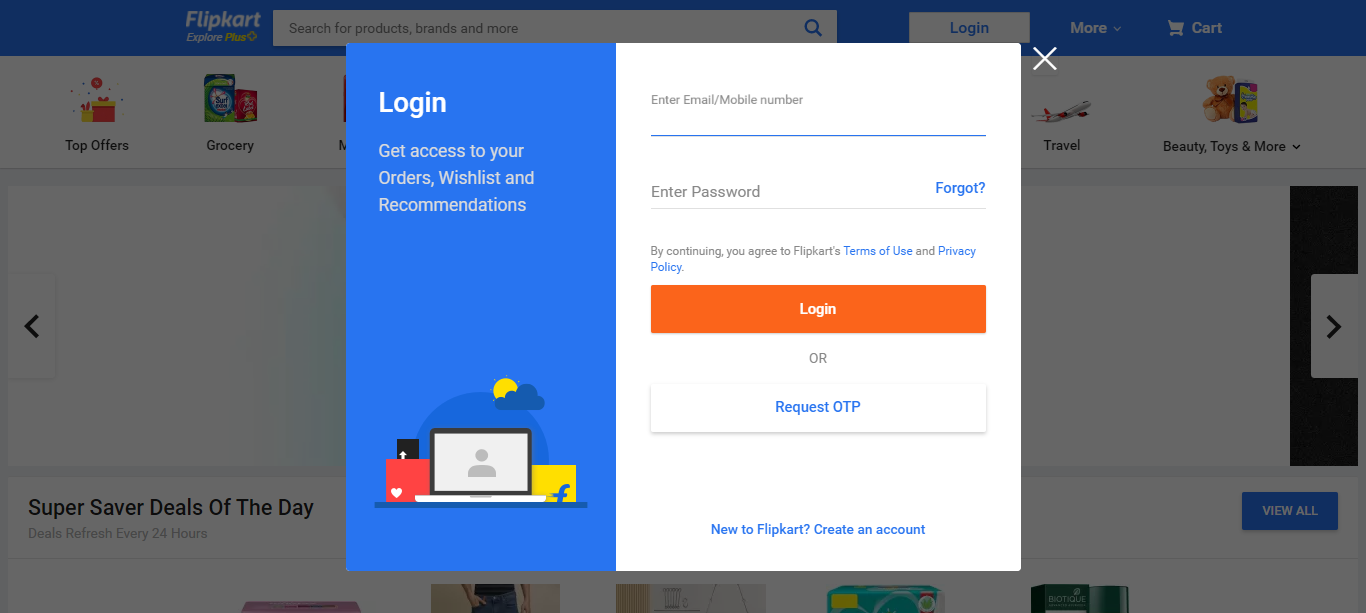 Flipkart
Explore Plus
Search for products, brands and more
Login
More
Cart
Top Offers
Grocery
M
Travel
Beauty, Toys & More
Login
Get access to your
Orders, Wishlist and
Recommendations
Enter Email/Mobile number
Enter Password
Forgot?
By continuing, you agree to Flipkart's Terms of Use and Privacy
Policy.
Login
OR
Request OTP
New to Flipkart? Create an account
Super Saver Deals Of The Day
Deals Refresh Every 24 Hours
VIEW ALL
BIOTIQUE